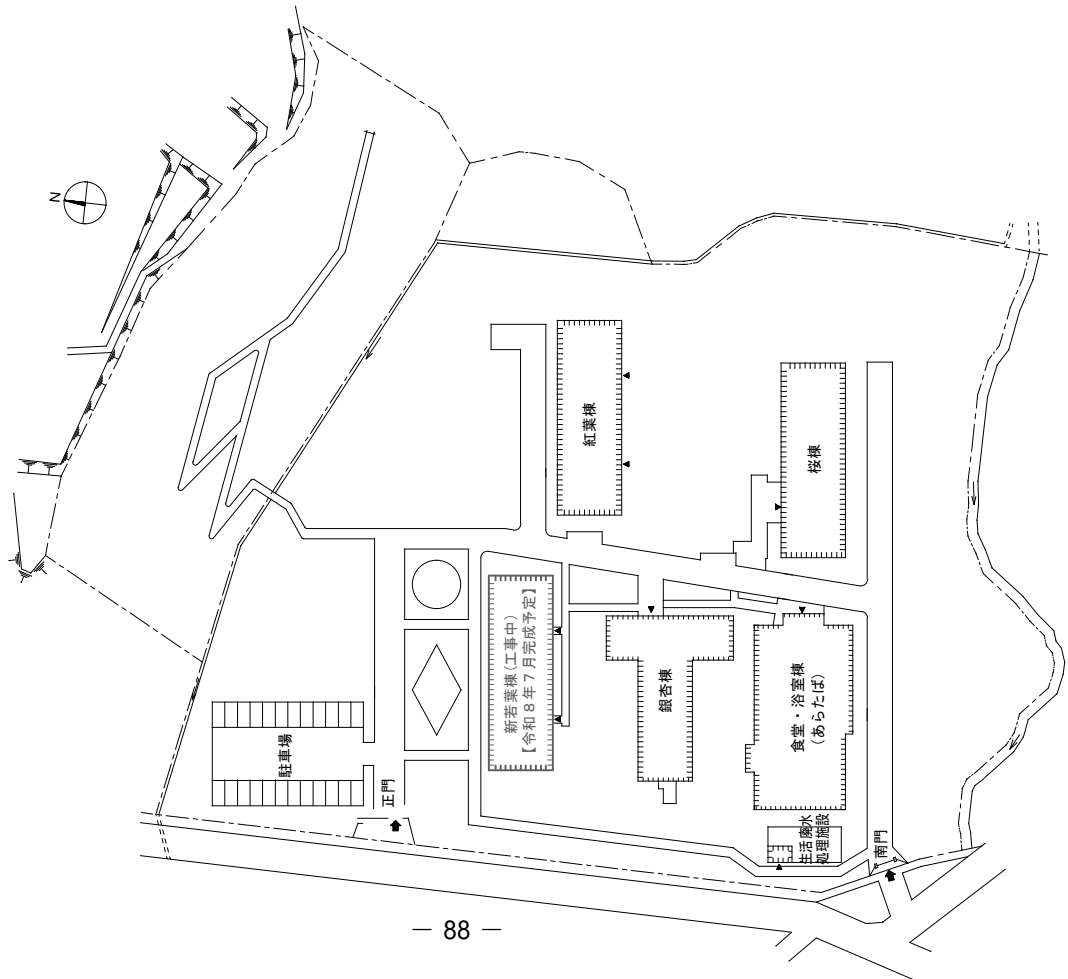 N
紅葉棟
桜棟
新若葉棟(工事中)
【令和８年７月完成予定】
銀杏棟
食堂・浴室棟
(あらたば)
駐車場
正門
生活廃水
処理施設
南門
― 88 ―